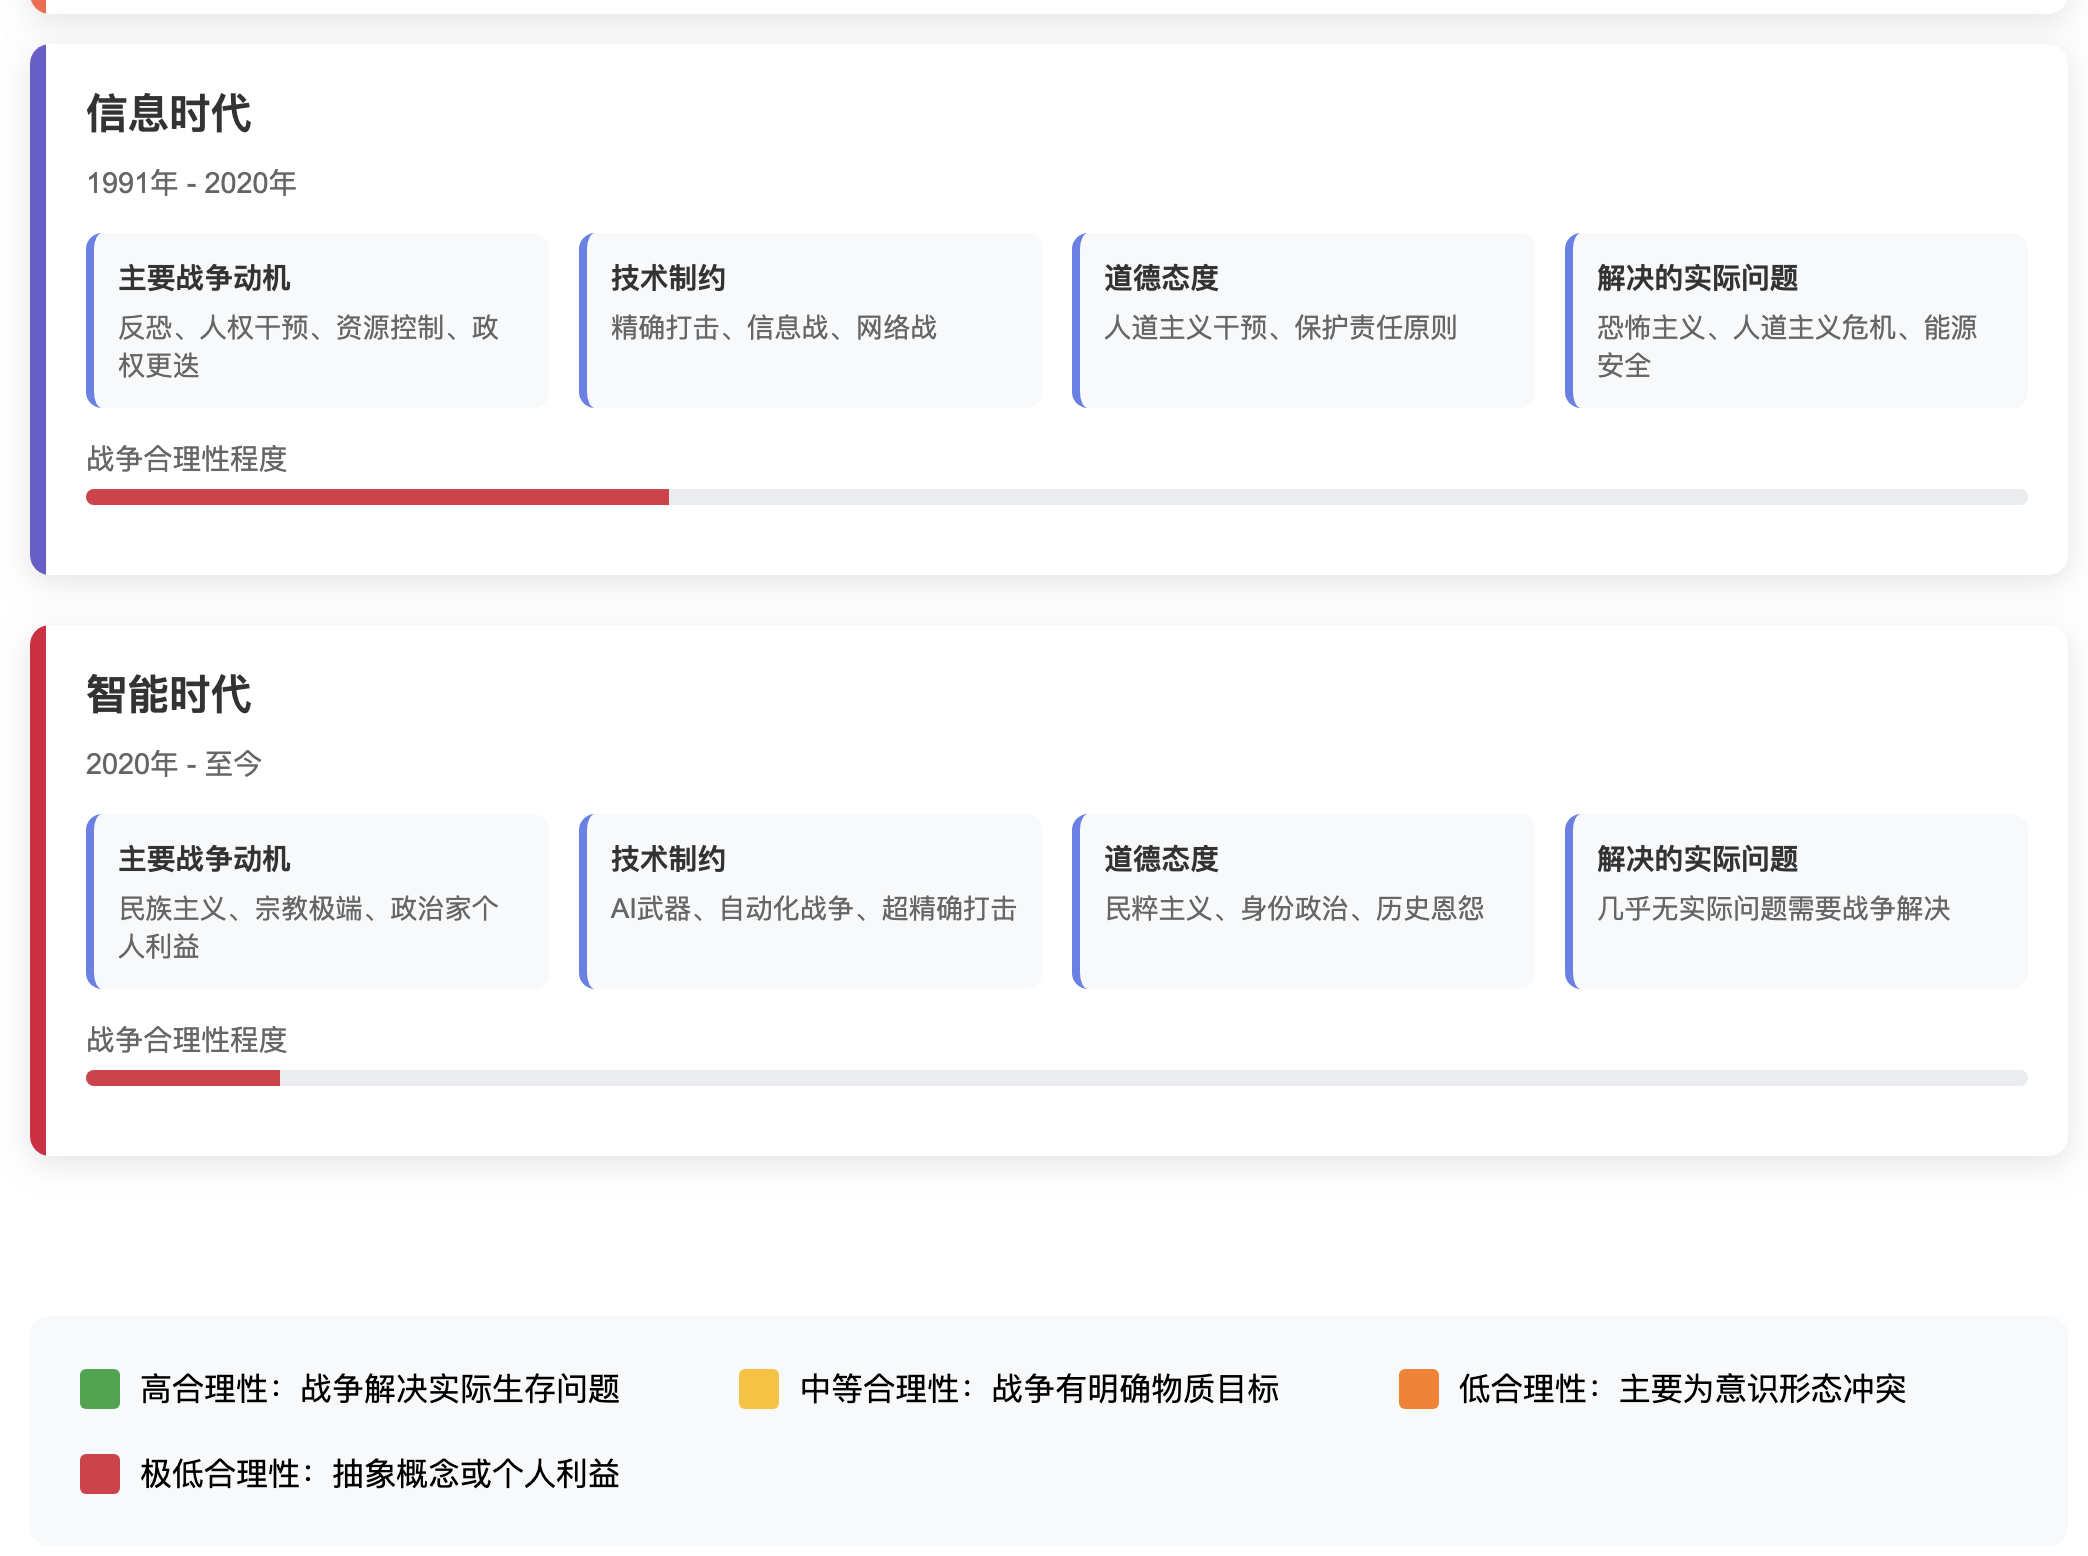 信息时代
1991年 - 2020年
主要战争动机
反恐、人权干预、资源控制、政
权更迭
技术制约
精确打击、信息战、网络战
道德态度
人道主义干预、保护责任原则
解决的实际问题
恐怖主义、人道主义危机、能源
安全
战争合理性程度
智能时代
2020年 - 至今
主要战争动机
民族主义、宗教极端、政治家个
人利益
技术制约
AI武器、自动化战争、超精确打击
道德态度
民粹主义、身份政治、历史恩怨
解决的实际问题
几乎无实际问题需要战争解决
战争合理性程度
高合理性：战争解决实际生存问题
中等合理性：战争有明确物质目标
低合理性：主要为意识形态冲突
极低合理性：抽象概念或个人利益